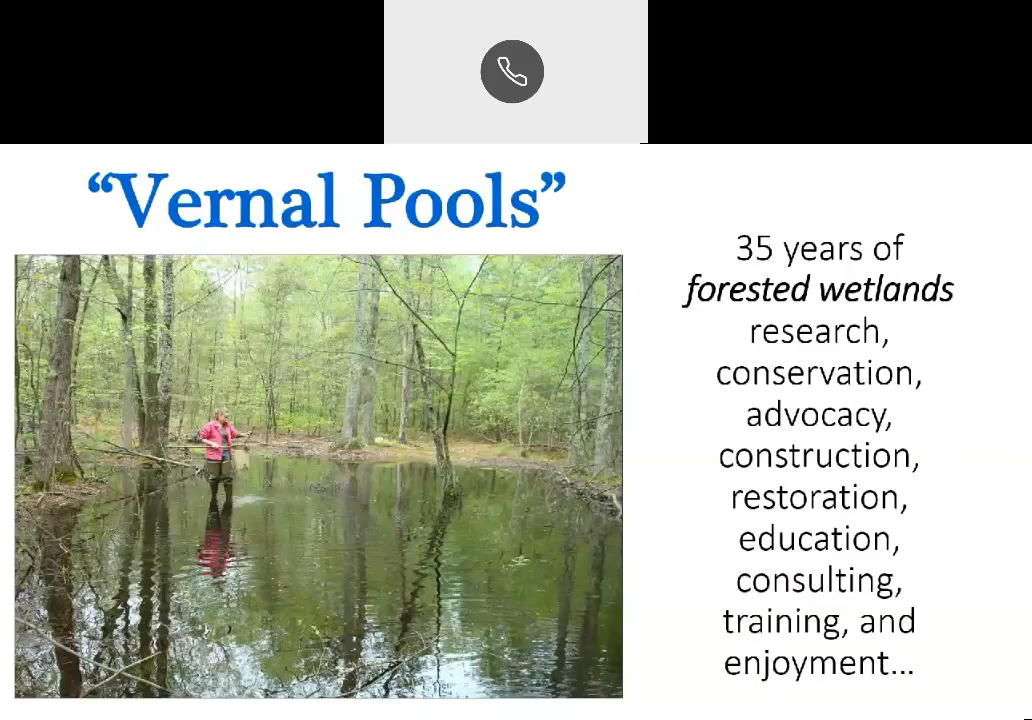 “Vernal Pools”
35 years of
forested wetlands
research,
conservation,
advocacy,
construction,
restoration,
education,
consulting,
training, and
enjoyment...